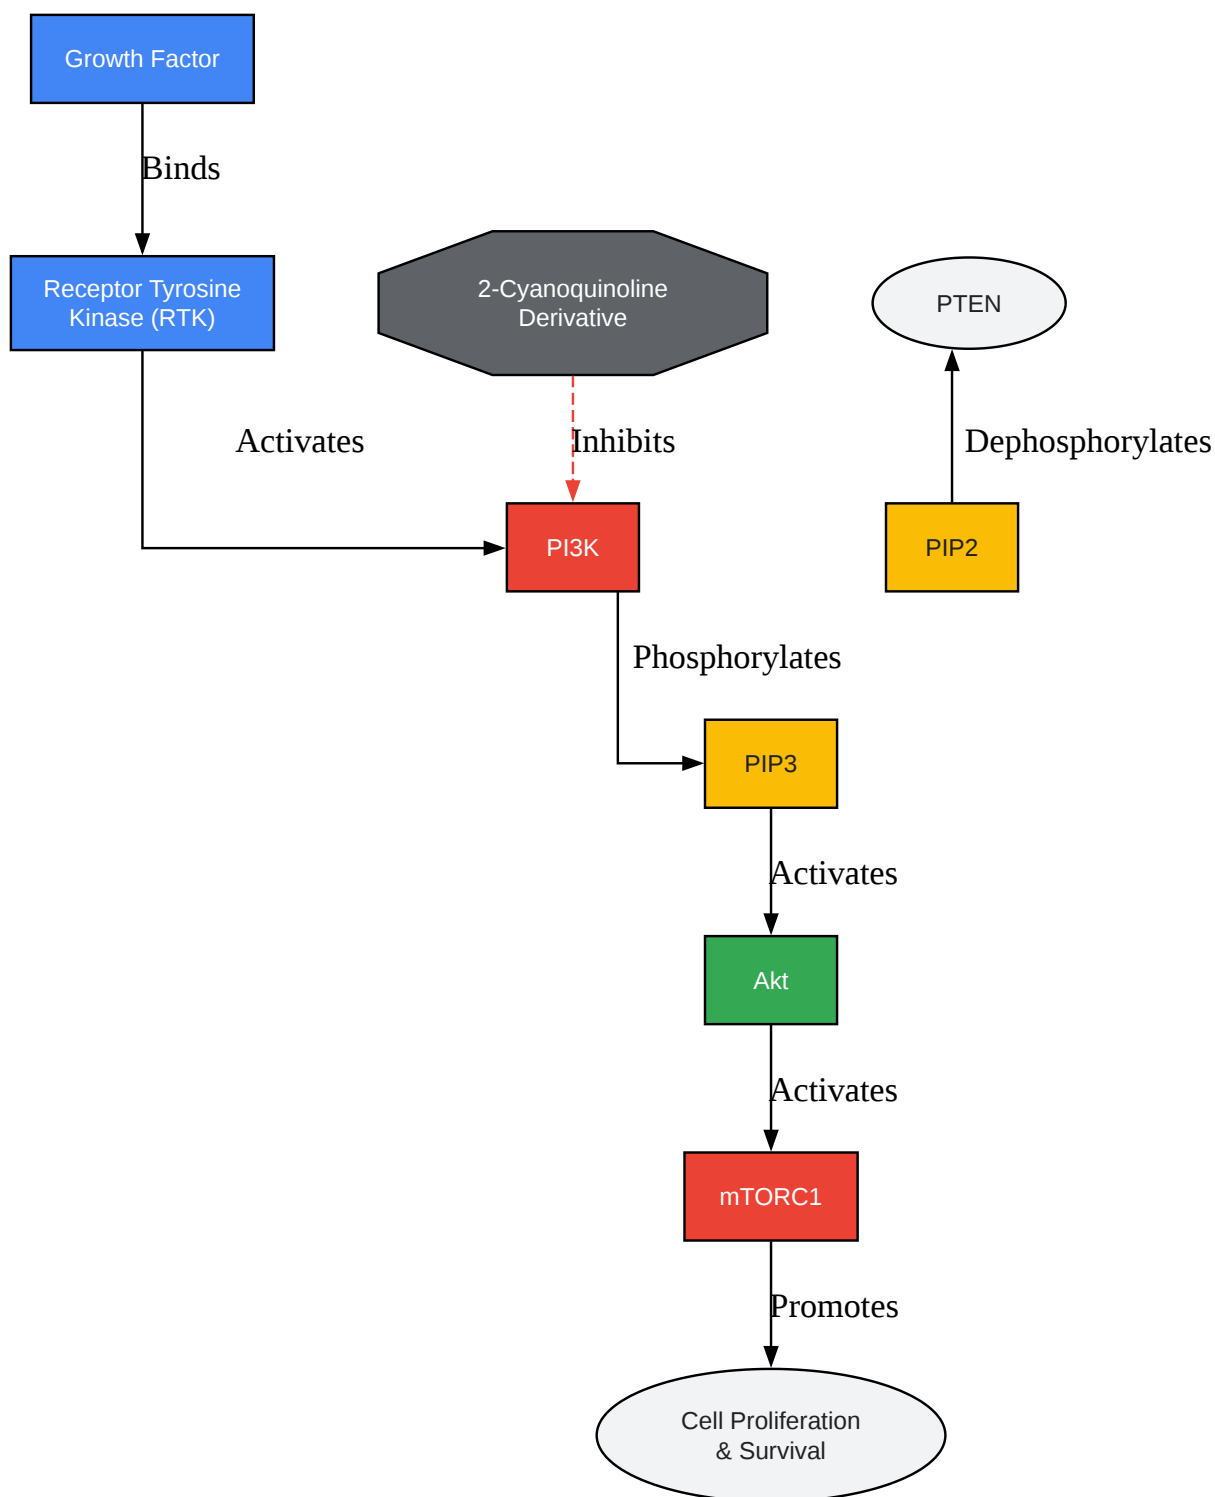 Growth Factor
Binds
Receptor Tyrosine
Kinase (RTK)
2-Cyanoquinoline
Derivative
PTEN
Activates
Inhibits
Dephosphorylates
PI3K
PIP2
Phosphorylates
PIP3
Activates
Akt
Activates
mTORC1
Promotes
Cell Proliferation
& Survival